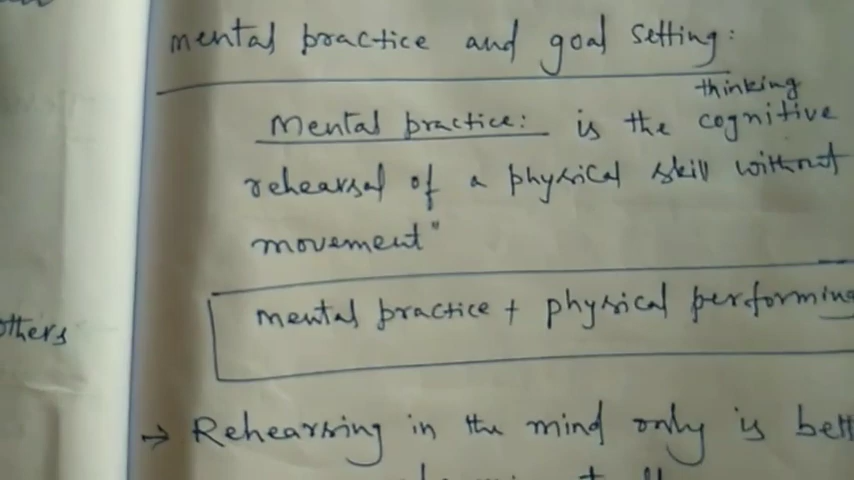 mental practice and goal setting:
thinking
Mental practice: is the cognitive
rehearsal of a physical skill without
movement"
mental practice + physical performing
others
→ Rehearsing in the mind only is bett